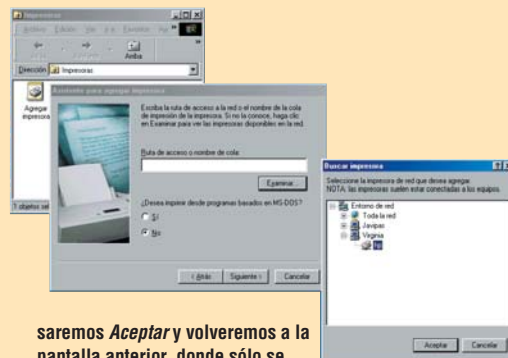 Impresoras
Archivo Edición Ver Ir a Favoritos
Arriba
Dirección Impresoras
Agregar
impresora
Asistente para agregar impresora
Escriba la ruta de acceso a la red o el nombre de la cola
de impresión de la impresora. Si no la conoce, haga clic
en Examinar para ver las impresoras disponibles en la red.
Ruta de acceso o nombre de cola:
Examinar...
¿Desea imprimir desde programas basados en MS-DOS?
Sí
No
< Atrás Siguiente > Cancelar
Buscar impresora
Seleccione la impresora de red que desea agregar.
NOTA: las impresoras suelen estar conectadas a los equipos.
Entorno de red
Toda la red
Javipas
Virginia
hp
Aceptar Cancelar
1 objetos
saremos Aceptar y volveremos a la
pantalla anterior, donde sólo se